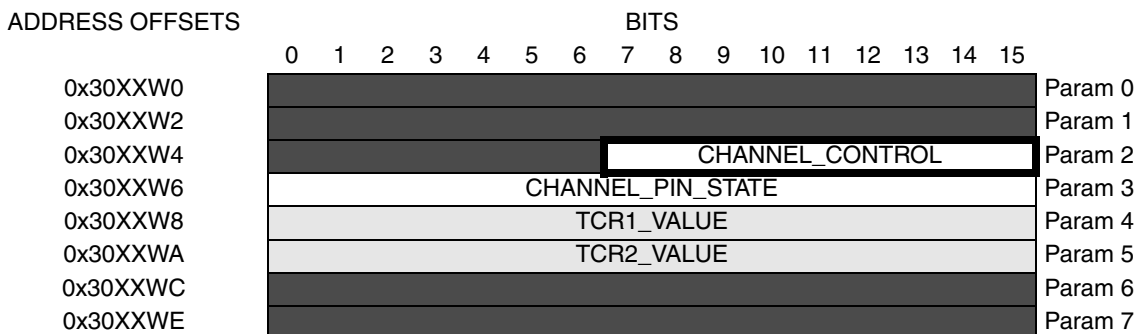 ADDRESS OFFSETS BITS
0 1 2 3 4 5 6 7 8 9 10 11 12 13 14 15
0x30XXW0 Param 0
0x30XXW2 Param 1
0x30XXW4 CHANNEL_CONTROL Param 2
0x30XXW6 CHANNEL_PIN_STATE Param 3
0x30XXW8 TCR1_VALUE Param 4
0x30XXWA TCR2_VALUE Param 5
0x30XXWC Param 6
0x30XXWE Param 7